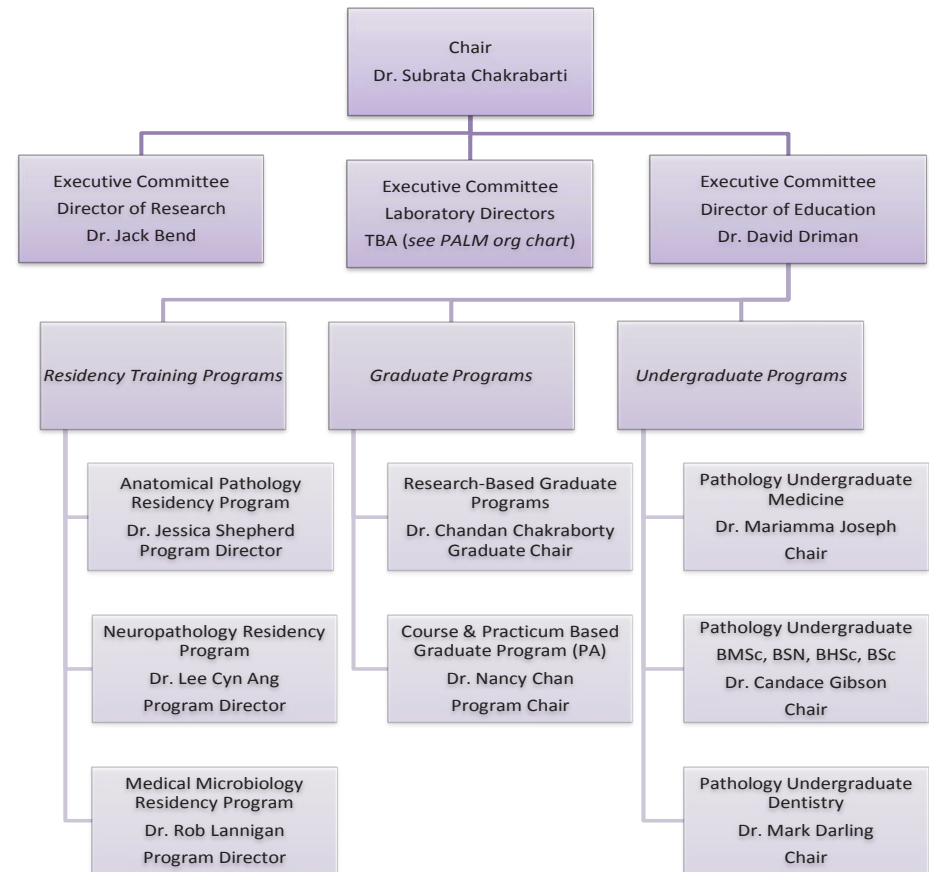 Chair
Dr. Subrata Chakrabarti
Executive Committee
Director of Research
Dr. Jack Bend
Executive Committee
Laboratory Directors
TBA (see PALM org chart)
Executive Committee
Director of Education
Dr. David Driman
Residency Training Programs
Graduate Programs
Undergraduate Programs
Anatomical Pathology
Residency Program
Dr. Jessica Shepherd
Program Director
Neuropathology Residency
Program
Dr. Lee Cyn Ang
Program Director
Medical Microbiology
Residency Program
Dr. Rob Lannigan
Program Director
Research-Based Graduate
Programs
Dr. Chandan Chakraborty
Graduate Chair
Course & Practicum Based
Graduate Program (PA)
Dr. Nancy Chan
Program Chair
Pathology Undergraduate
Medicine
Dr. Mariamma Joseph
Chair
Pathology Undergraduate
BMSc, BSN, BHSc, BSc
Dr. Candace Gibson
Chair
Pathology Undergraduate
Dentistry
Dr. Mark Darling
Chair